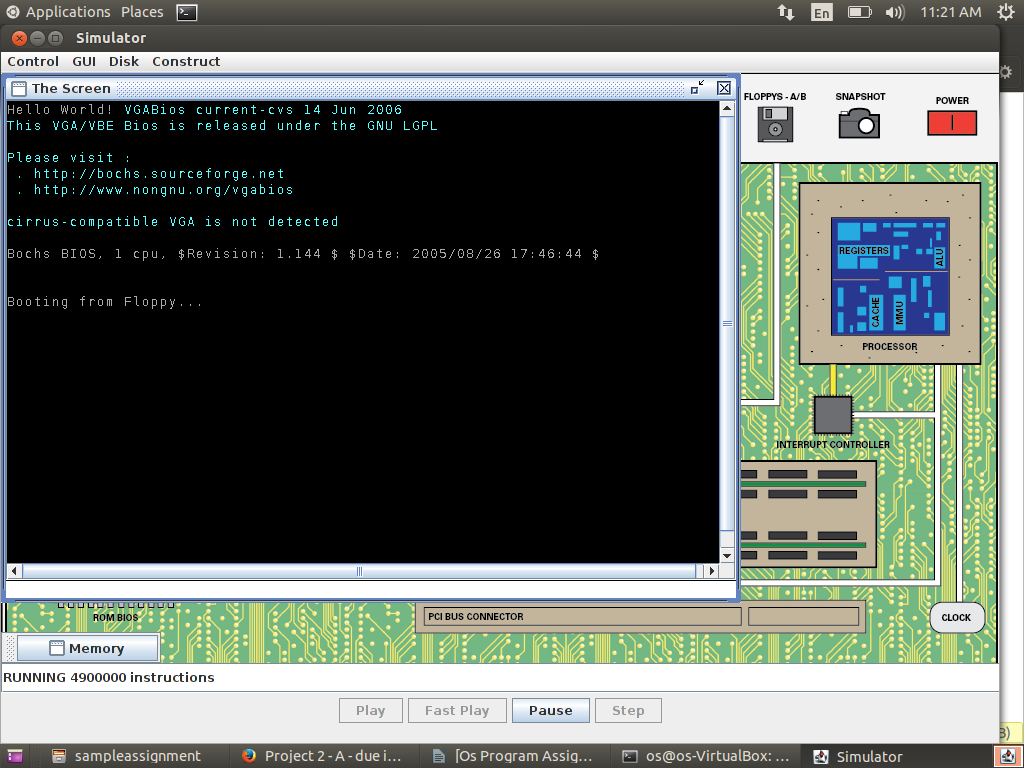 Applications Places
En
11:21 AM
Simulator
Control GUI Disk Construct
The Screen
Hello World! VGABios current-cvs 14 Jun 2006
This VGA/VBE Bios is released under the GNU LGPL
Please visit :
. http://bochs.sourceforge.net
. http://www.nongnu.org/vgabios
cirrus-compatible VGA is not detected
Bochs BIOS, 1 cpu, $Revision: 1.144 $ $Date: 2005/08/26 17:46:44 $
Booting from Floppy...
FLOPPYS - A/B
SNAPSHOT
POWER
REGISTERS
ALU
CACHE
MMU
PROCESSOR
INTERRUPT CONTROLLER
ROM BIOS
PCI BUS CONNECTOR
CLOCK
Memory
RUNNING 4900000 instructions
Play Fast Play Pause Step
sampleassignment
Project 2 - A - due i...
[Os Program Assig...
os@os-VirtualBox: ...
Simulator